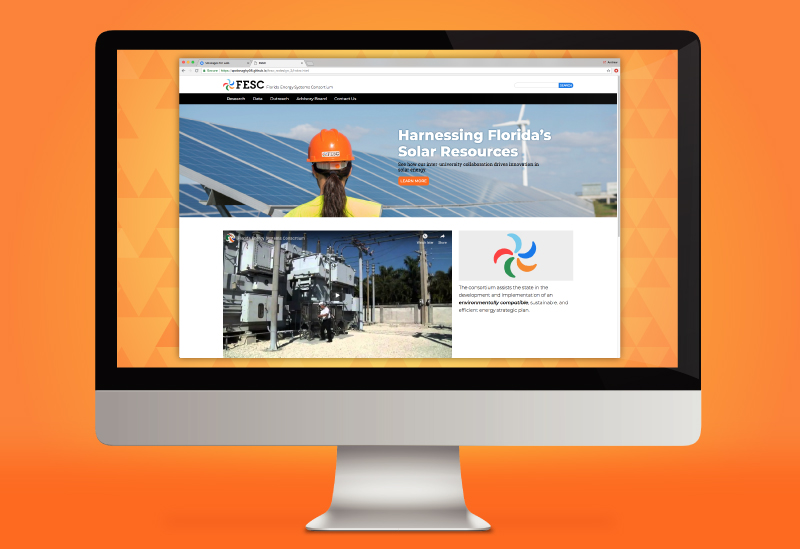 FESC
Secure
FESC Florida Energy Systems Consortium
SEARCH
Research Data Outreach Advisory Board Contact Us
Harnessing Florida's
Solar Resources
See how our inter-university collaboration drives innovation in
solar energy
LEARN MORE
Florida Energy Systems Consortium
Watch later Share
The consortium assists the state in the
development and implementation of an
environmentally compatible, sustainable, and
efficient energy strategic plan.